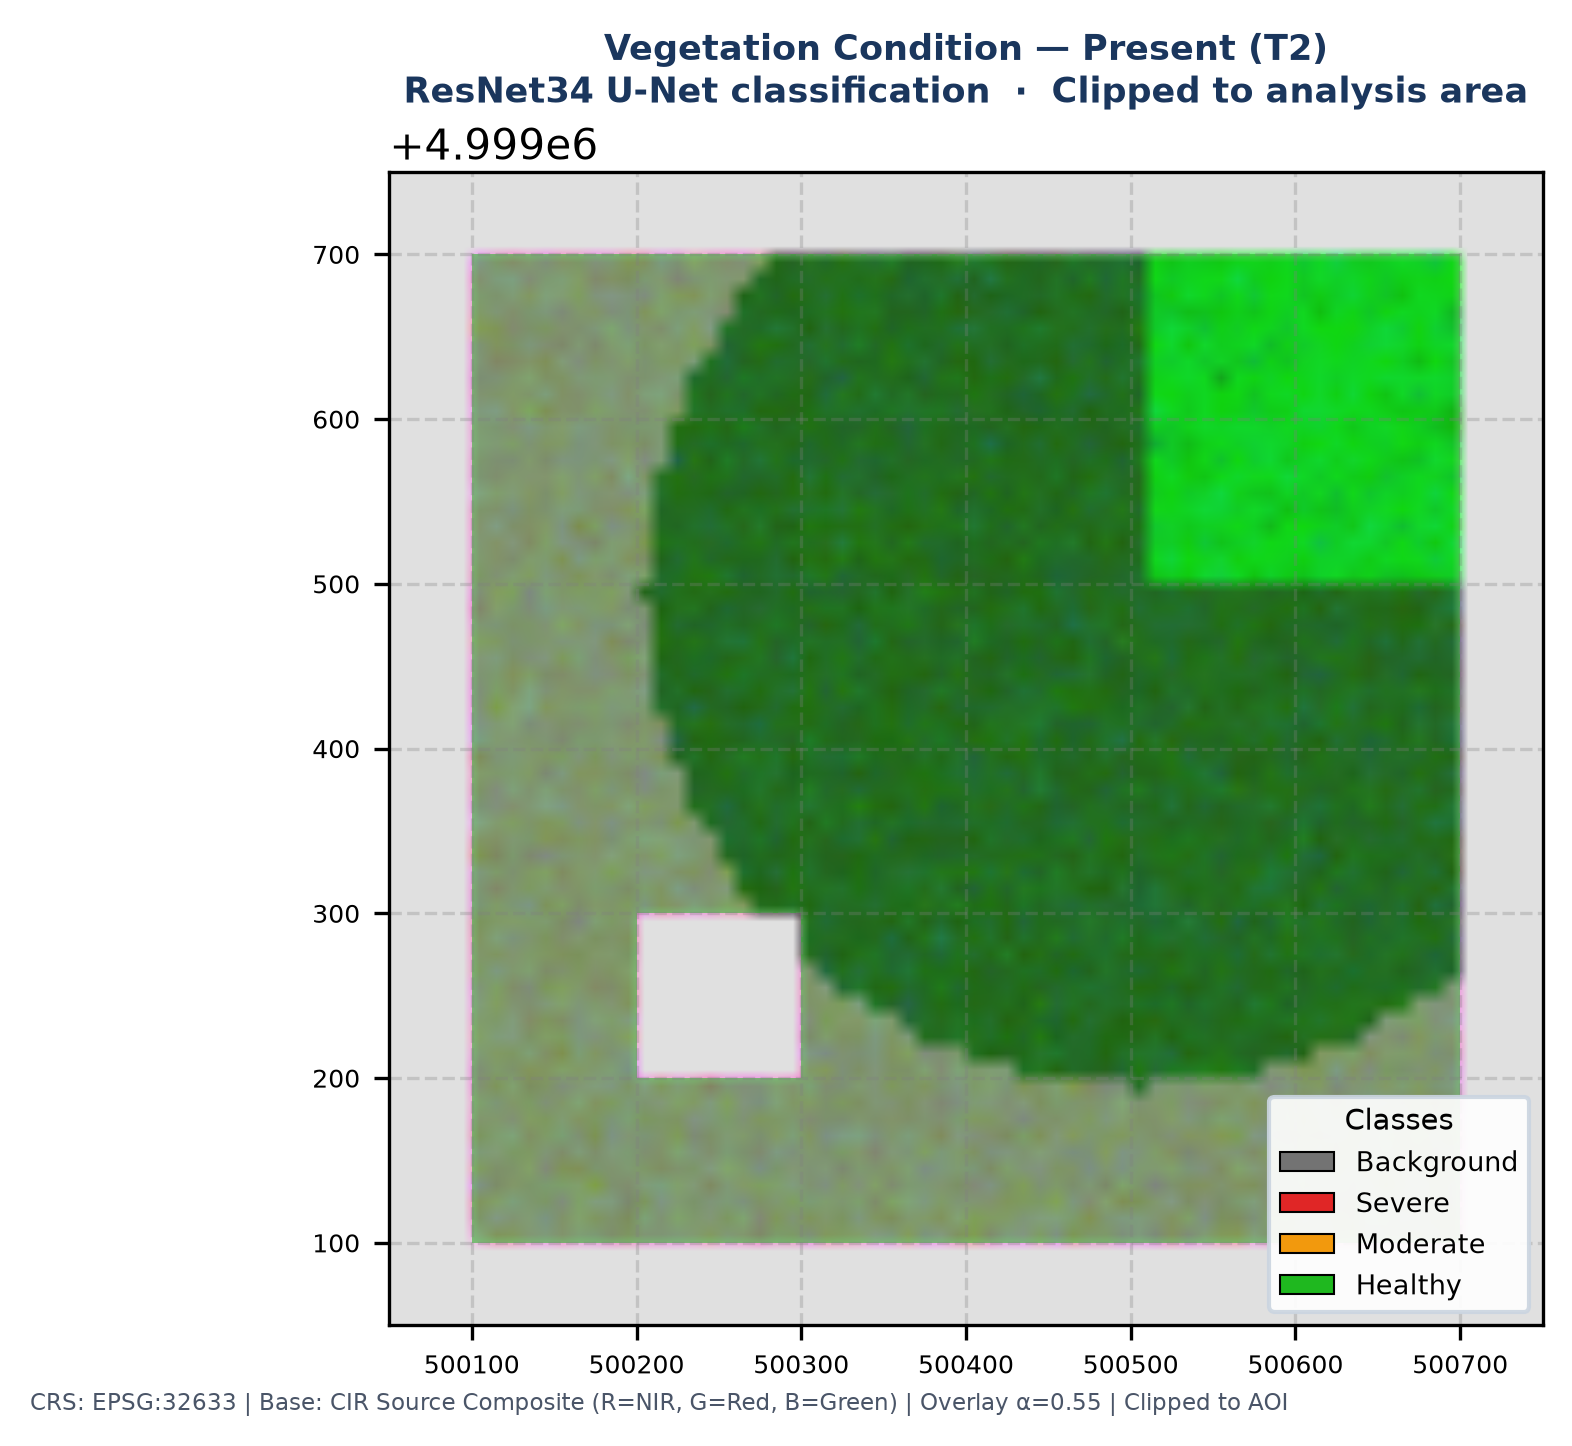 Vegetation Condition — Present (T2)
ResNet34 U-Net classification · Clipped to analysis area
+4.999e6
700
600
500
400
300
200
100
Classes
Background
Severe
Moderate
Healthy
500100 500200 500300 500400 500500 500600 500700
CRS: EPSG:32633 | Base: CIR Source Composite (R=NIR, G=Red, B=Green) | Overlay α=0.55 | Clipped to AOI